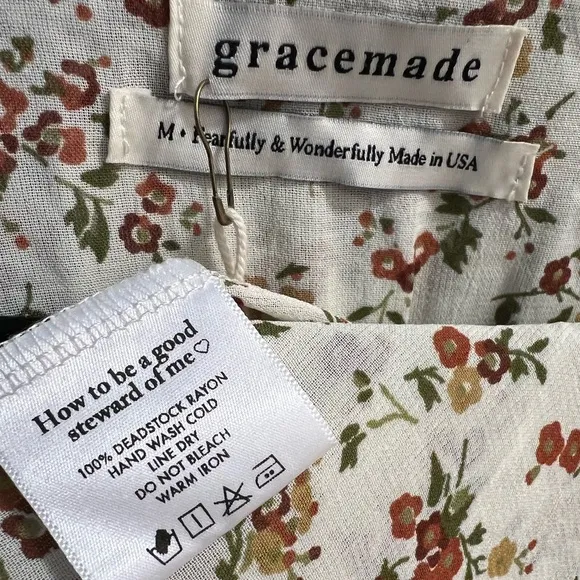 gracemade
M • Fearfully & Wonderfully Made in USA
How to be a good
steward of me ♡
100% DEADSTOCK RAYON
HAND WASH COLD
LINE DRY
DO NOT BLEACH
WARM IRON